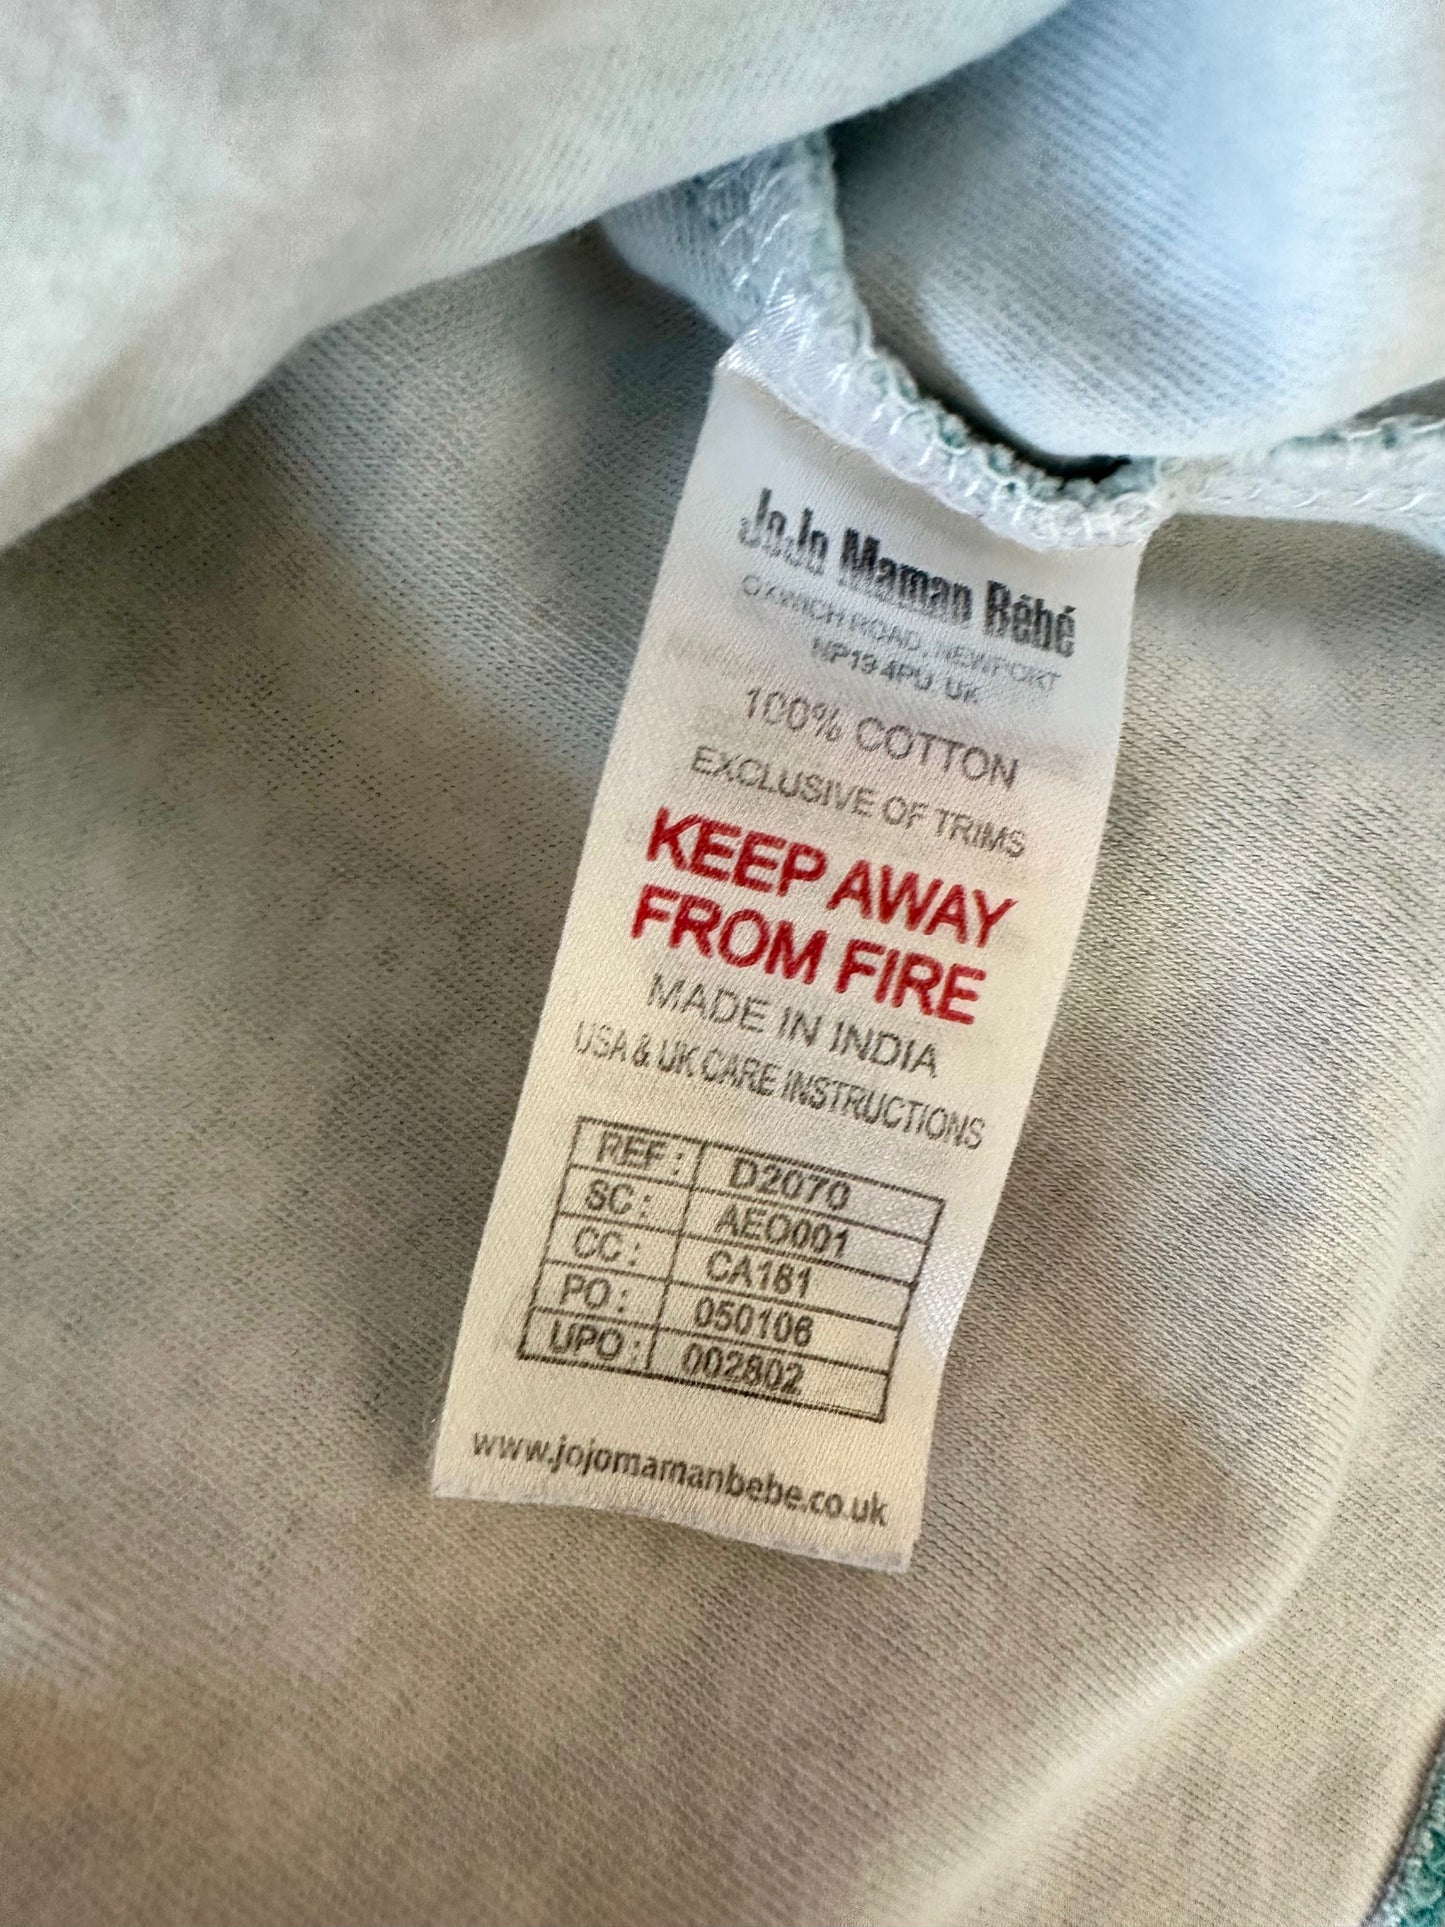 JoJo Maman Bébé
OXWICH ROAD, NEWPORT
NP19 4PU UK
100% COTTON
EXCLUSIVE OF TRIMS
KEEP AWAY
FROM FIRE
MADE IN INDIA
USA & UK CARE INSTRUCTIONS
REF : D2070
SC : AEO001
CC : CA181
PO : 050106
UPO : 002802
www.jojomamanbebe.co.uk